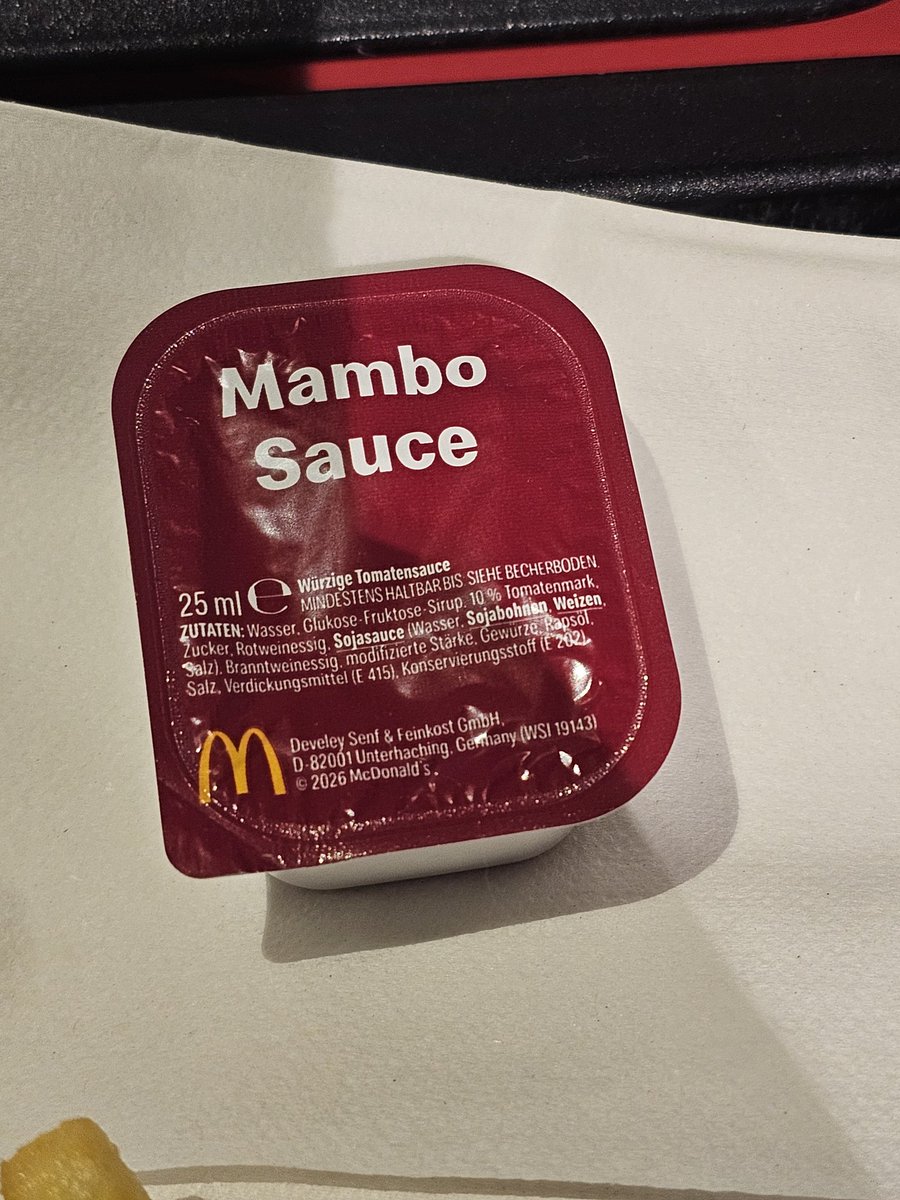 Mambo
Sauce
25 ml ℮
Würzige Tomatensauce
MINDESTENS HALTBAR BIS: SIEHE BECHERBODEN.
ZUTATEN: Wasser, Glukose-Fruktose-Sirup, 10 % Tomatenmark,
Zucker, Rotweinessig, Sojasauce (Wasser, Sojabohnen, Weizen,
Salz), Branntweinessig, modifizierte Stärke, Gewürze, Rapsöl,
Salz, Verdickungsmittel (E 415), Konservierungsstoff (E 202).
Develey Senf & Feinkost GmbH,
D-82001 Unterhaching, Germany (WSI 19143)
© 2026 McDonald`s.